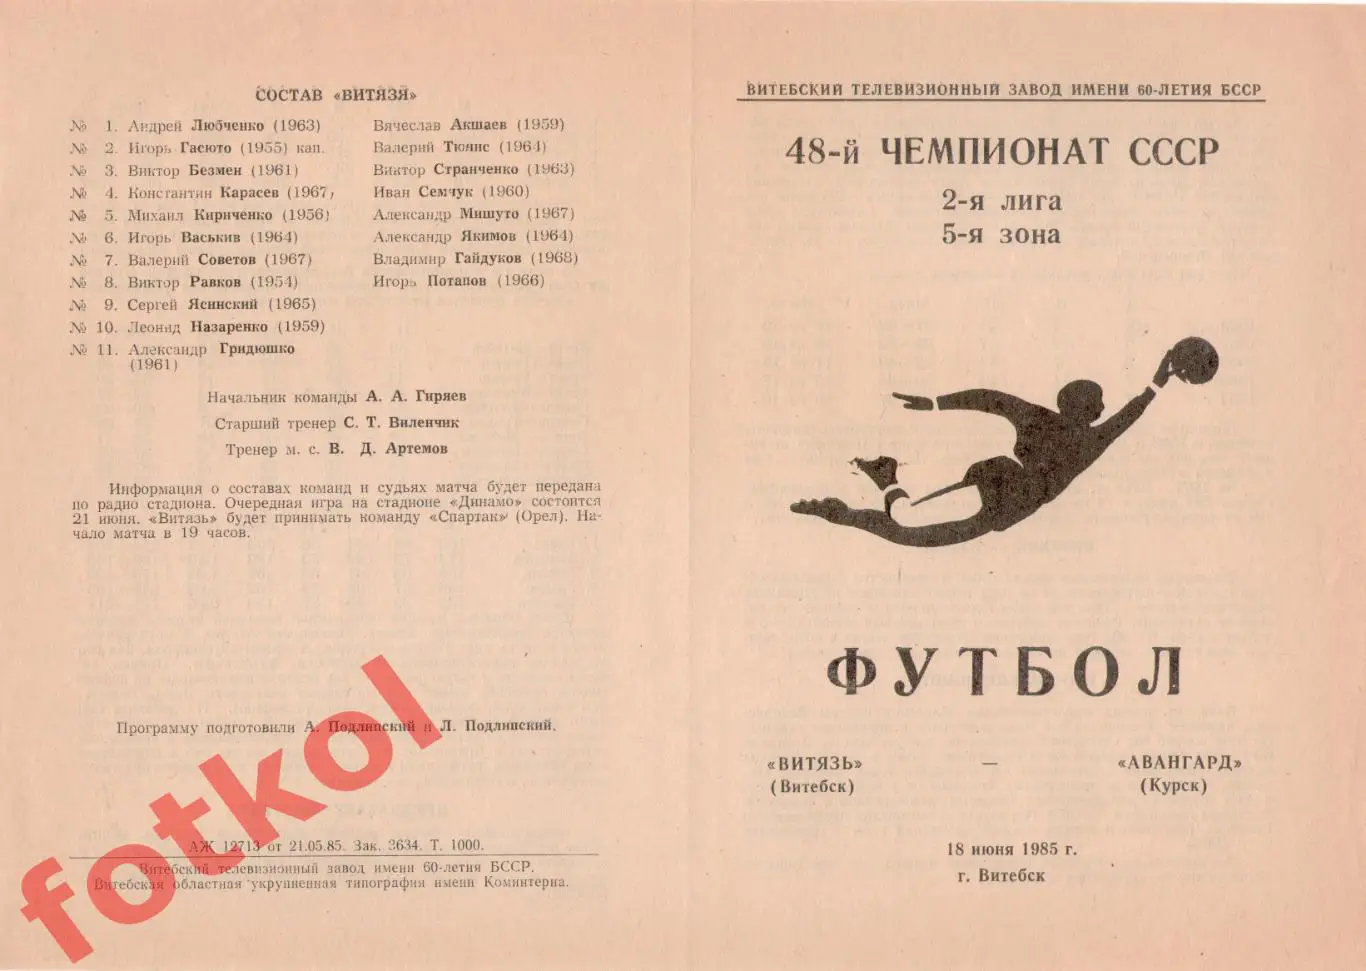 СОСТАВ «ВИТЯЗЯ»
№ 1. Андрей Любченко (1963)
№ 2. Игорь Гасюто (1955) кап.
№ 3. Виктор Безмен (1961)
№ 4. Константин Карасев (1967)
№ 5. Михаил Кириченко (1956)
№ 6. Игорь Васькив (1964)
№ 7. Валерий Советов (1967)
№ 8. Виктор Равков (1954)
№ 9. Сергей Ясинский (1965)
№ 10. Леонид Назаренко (1959)
№ 11. Александр Гридюшко
(1961)
Вячеслав Акшаев (1959)
Валерий Тюнис (1964)
Виктор Странченко (1963)
Иван Семчук (1960)
Александр Мишуто (1967)
Александр Якимов (1964)
Владимир Гайдуков (1968)
Игорь Потапов (1966)
Начальник команды А. А. Гиряев
Старший тренер С. Т. Виленчик
Тренер м. с. В. Д. Артемов
Информация о составах команд и судьях матча будет передана
по радио стадиона. Очередная игра на стадионе «Динамо» состоится
21 июня. «Витязь» будет принимать команду «Спартак» (Орел). На-
чало матча в 19 часов.
Программу подготовили А. Подлипский и Л. Подлипский.
АЖ 12713 от 21.05.85. Зак. 3634. Т. 1000.
Витебский телевизионный завод имени 60-летия БССР.
Витебская областная укрупненная типография имени Коминтерна.
fotkol
ВИТЕБСКИЙ ТЕЛЕВИЗИОННЫЙ ЗАВОД ИМЕНИ 60-ЛЕТИЯ БССР
48-й ЧЕМПИОНАТ СССР
2-я лига
5-я зона
ФУТБОЛ
«ВИТЯЗЬ» — «АВАНГАРД»
(Витебск) (Курск)
18 июня 1985 г.
г. Витебск